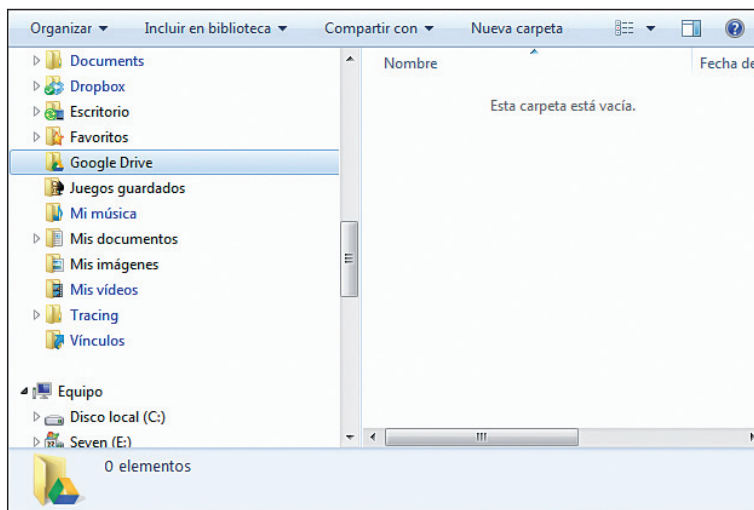 Organizar Incluir en biblioteca Compartir con Nueva carpeta
Documents
Dropbox
Escritorio
Favoritos
Google Drive
Juegos guardados
Mi música
Mis documentos
Mis imágenes
Mis vídeos
Tracing
Vínculos
Equipo
Disco local (C:)
Seven (E:)
Nombre Fecha de
Esta carpeta está vacía.
0 elementos